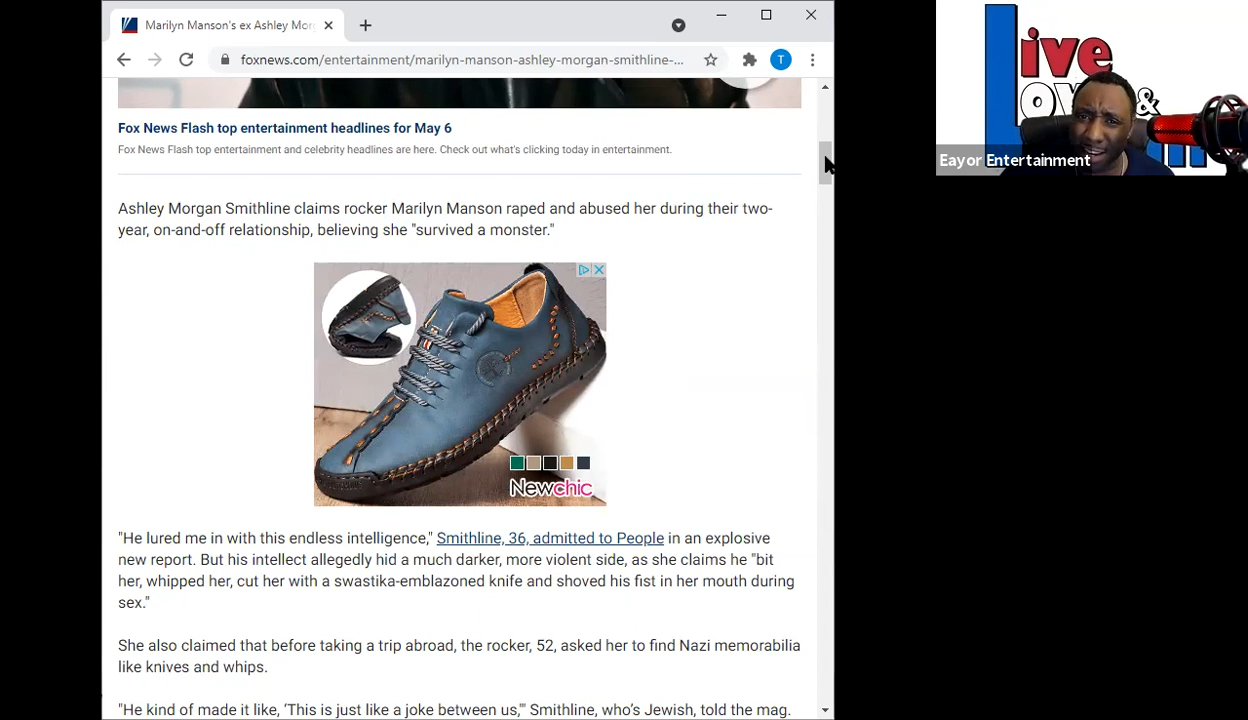 Marilyn Manson's ex Ashley Mor
foxnews.com/entertainment/marilyn-manson-ashley-morgan-smithline-...
T
Fox News Flash top entertainment headlines for May 6
Fox News Flash top entertainment and celebrity headlines are here. Check out what's clicking today in entertainment.
Ashley Morgan Smithline claims rocker Marilyn Manson raped and abused her during their two-
year, on-and-off relationship, believing she "survived a monster."
Newchic
"He lured me in with this endless intelligence," Smithline, 36, admitted to People in an explosive
new report. But his intellect allegedly hid a much darker, more violent side, as she claims he "bit
her, whipped her, cut her with a swastika-emblazoned knife and shoved his fist in her mouth during
sex."
She also claimed that before taking a trip abroad, the rocker, 52, asked her to find Nazi memorabilia
like knives and whips.
"He kind of made it like, ‘This is just like a joke between us,’" Smithline, who’s Jewish, told the mag.
Live
&
Eayor Entertainment